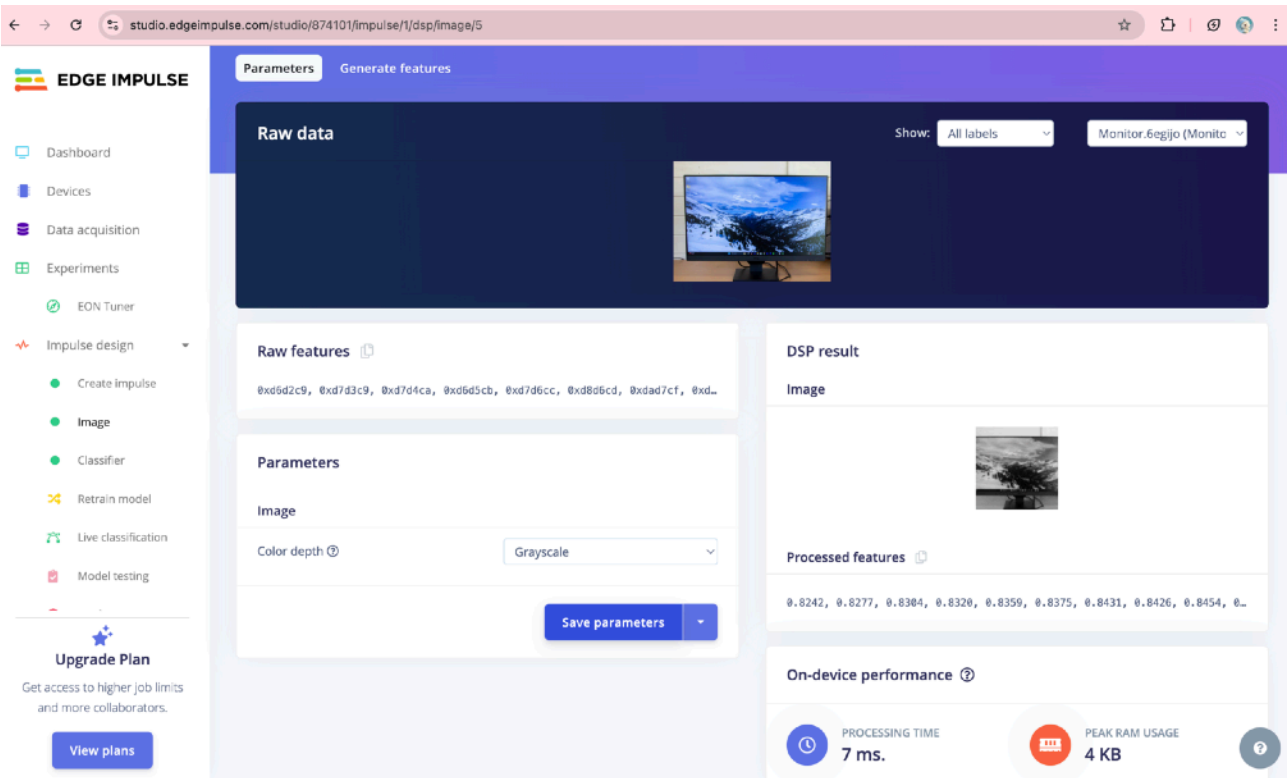 studio.edgeimpulse.com/studio/874101/impulse/1/dsp/image/5
EDGE IMPULSE
Dashboard
Devices
Data acquisition
Experiments
EON Tuner
Impulse design
Create impulse
Image
Classifier
Retrain model
Live classification
Model testing
Upgrade Plan
Get access to higher job limits
and more collaborators.
View plans
Parameters Generate features
Raw data
Show: All labels Monitor.6egijo (Monito
Raw features
0xd6d2c9, 0xd7d3c9, 0xd7d4ca, 0xd6d5cb, 0xd7d6cc, 0xd8d6cd, 0xdad7cf, 0xd…
Parameters
Image
Color depth Grayscale
Save parameters
DSP result
Image
Processed features
0.8242, 0.8277, 0.8304, 0.8320, 0.8359, 0.8375, 0.8431, 0.8426, 0.8454, 0…
On-device performance
PROCESSING TIME
7 ms.
PEAK RAM USAGE
4 KB